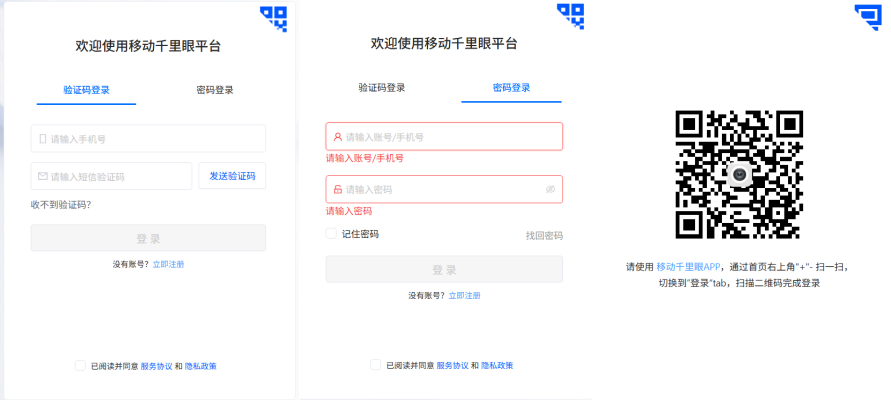 欢迎使用移动千里眼平台
验证码登录 密码登录
请输入手机号
请输入短信验证码 发送验证码
收不到验证码?
登 录
没有账号? 立即注册
已阅读并同意 服务协议 和 隐私政策
欢迎使用移动千里眼平台
验证码登录 密码登录
请输入账号/手机号
请输入账号/手机号
请输入密码
请输入密码
记住密码 找回密码
登 录
没有账号? 立即注册
已阅读并同意 服务协议 和 隐私政策
请使用 移动千里眼APP，通过首页右上角"+"- 扫一扫，
切换到"登录"tab，扫描二维码完成登录